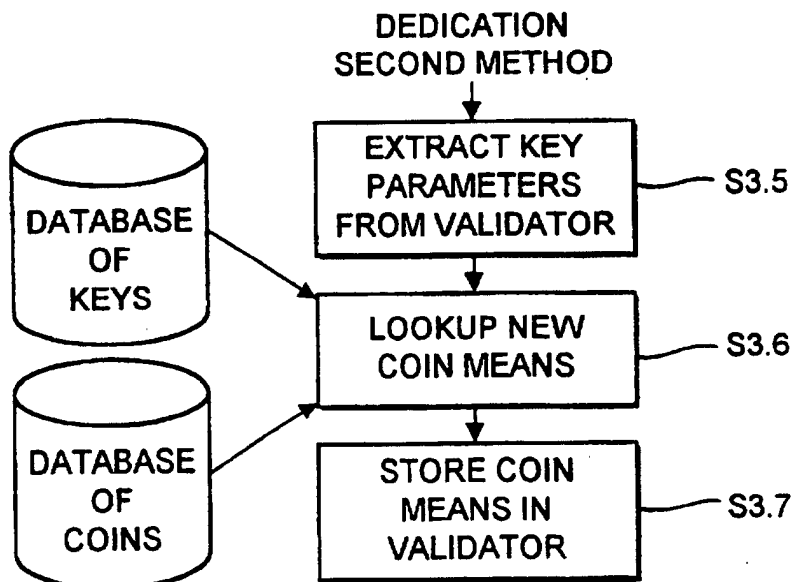 DEDICATION
SECOND METHOD
EXTRACT KEY
PARAMETERS
FROM VALIDATOR
S3.5
DATABASE
OF
KEYS
LOOKUP NEW
COIN MEANS
S3.6
DATABASE
OF
COINS
STORE COIN
MEANS IN
VALIDATOR
S3.7